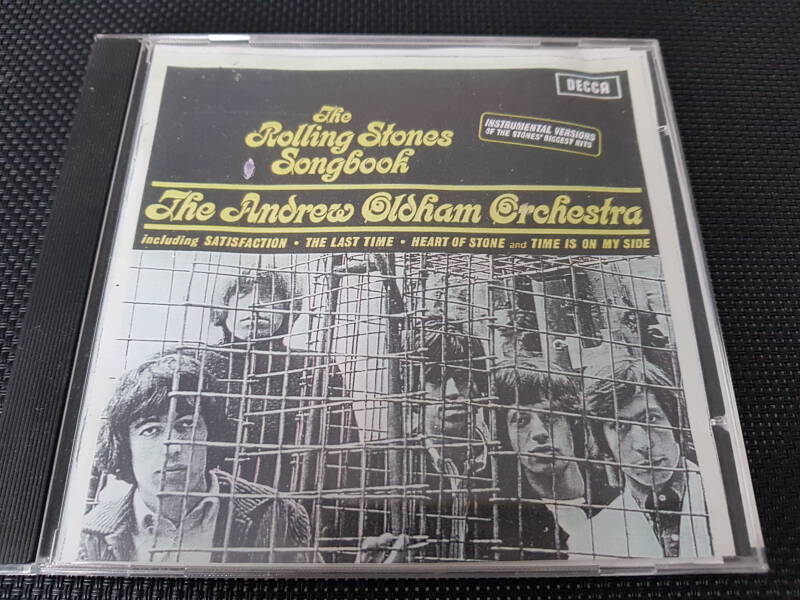 DECCA
The
Rolling Stones
Songbook
INSTRUMENTAL VERSIONS
OF THE STONES' BIGGEST HITS
The Andrew Oldham Orchestra
including SATISFACTION • THE LAST TIME • HEART OF STONE and TIME IS ON MY SIDE